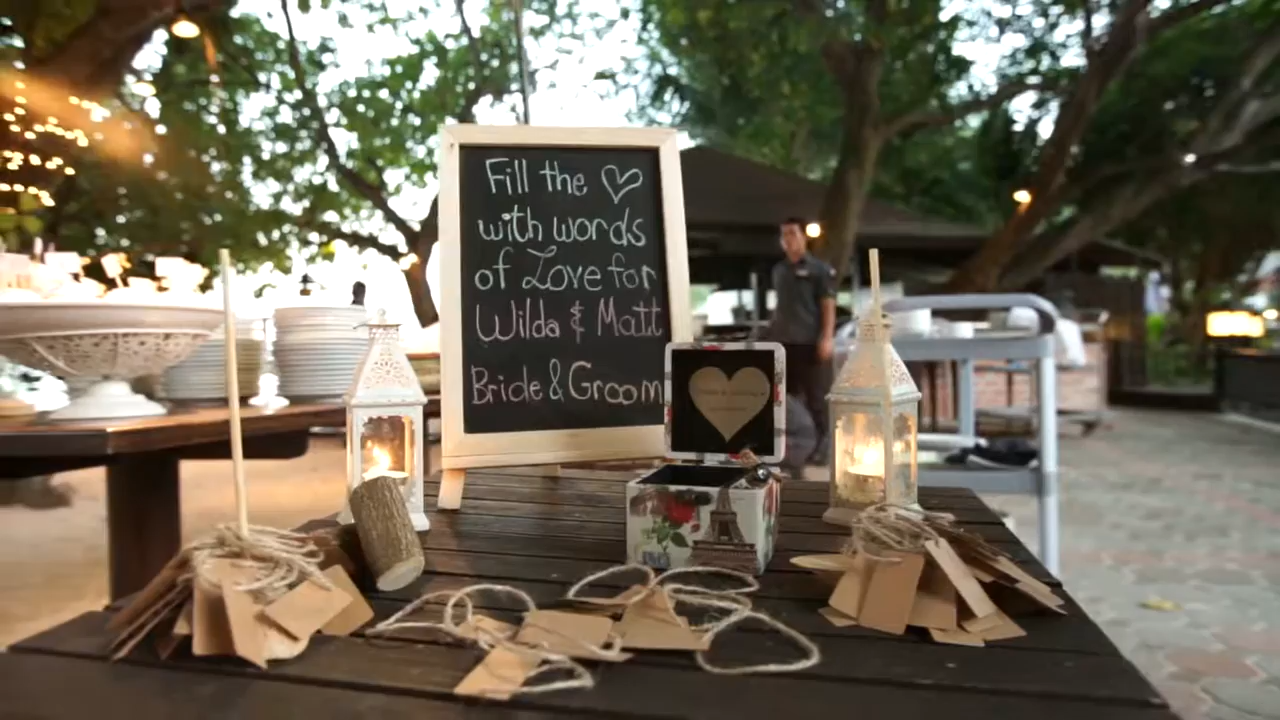 Fill the ♡
with words
of Love for
Wilda & Matt
Bride & Groom